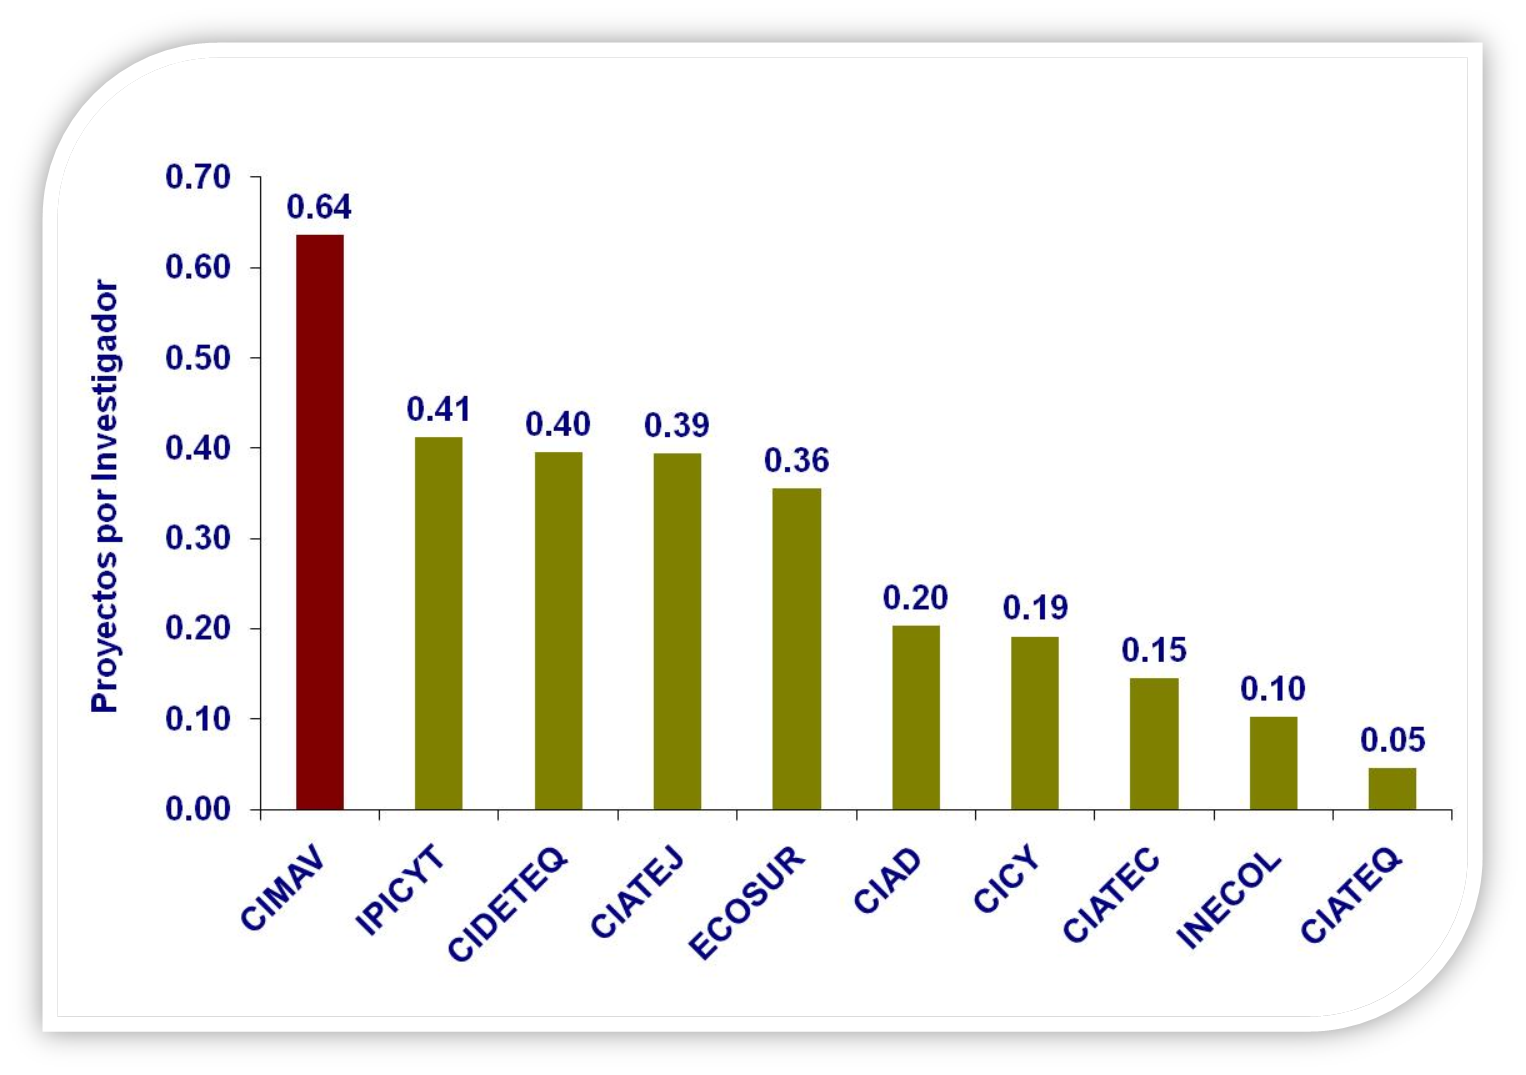 0.70
0.60
0.50
0.40
0.30
0.20
0.10
0.00
Proyectos por Investigador
0.64
0.41
0.40
0.39
0.36
0.20
0.19
0.15
0.10
0.05
CIMAV
IPICYT
CIDETEQ
CIATEJ
ECOSUR
CIAD
CICY
CIATEC
INECOL
CIATEQ